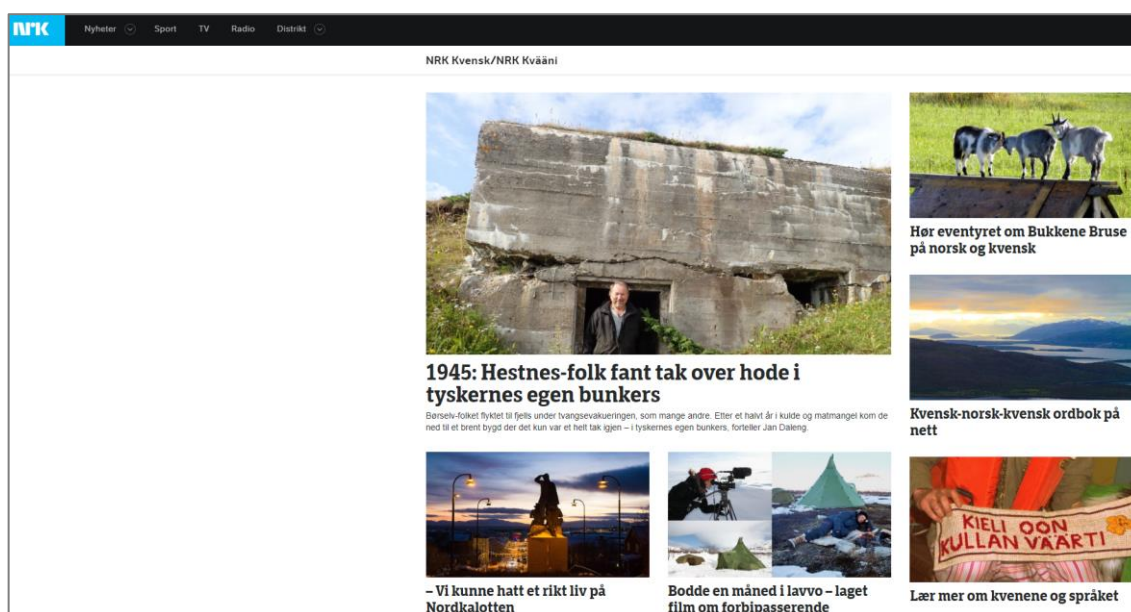 nrk
Nyheter Sport TV Radio Distrikt
NRK Kvensk/NRK Kvääni
1945: Hestnes-folk fant tak over hode i
tyskernes egen bunkers
Børselv-folket flyktet til fjells under tvangsevakueringen, som mange andre. Etter et halvt år i kulde og matmangel kom de
ned til et brent bygd der det kun var et helt tak igjen – i tyskernes egen bunkers, forteller Jan Daleng.
– Vi kunne hatt et rikt liv på
Nordkalotten
Bodde en måned i lavvo – laget
film om forbipasserende
Hør eventyret om Bukkene Bruse
på norsk og kvensk
Kvensk-norsk-kvensk ordbok på
nett
KIELI OON
KULLAN VÄÄRTI
Lær mer om kvenene og språket